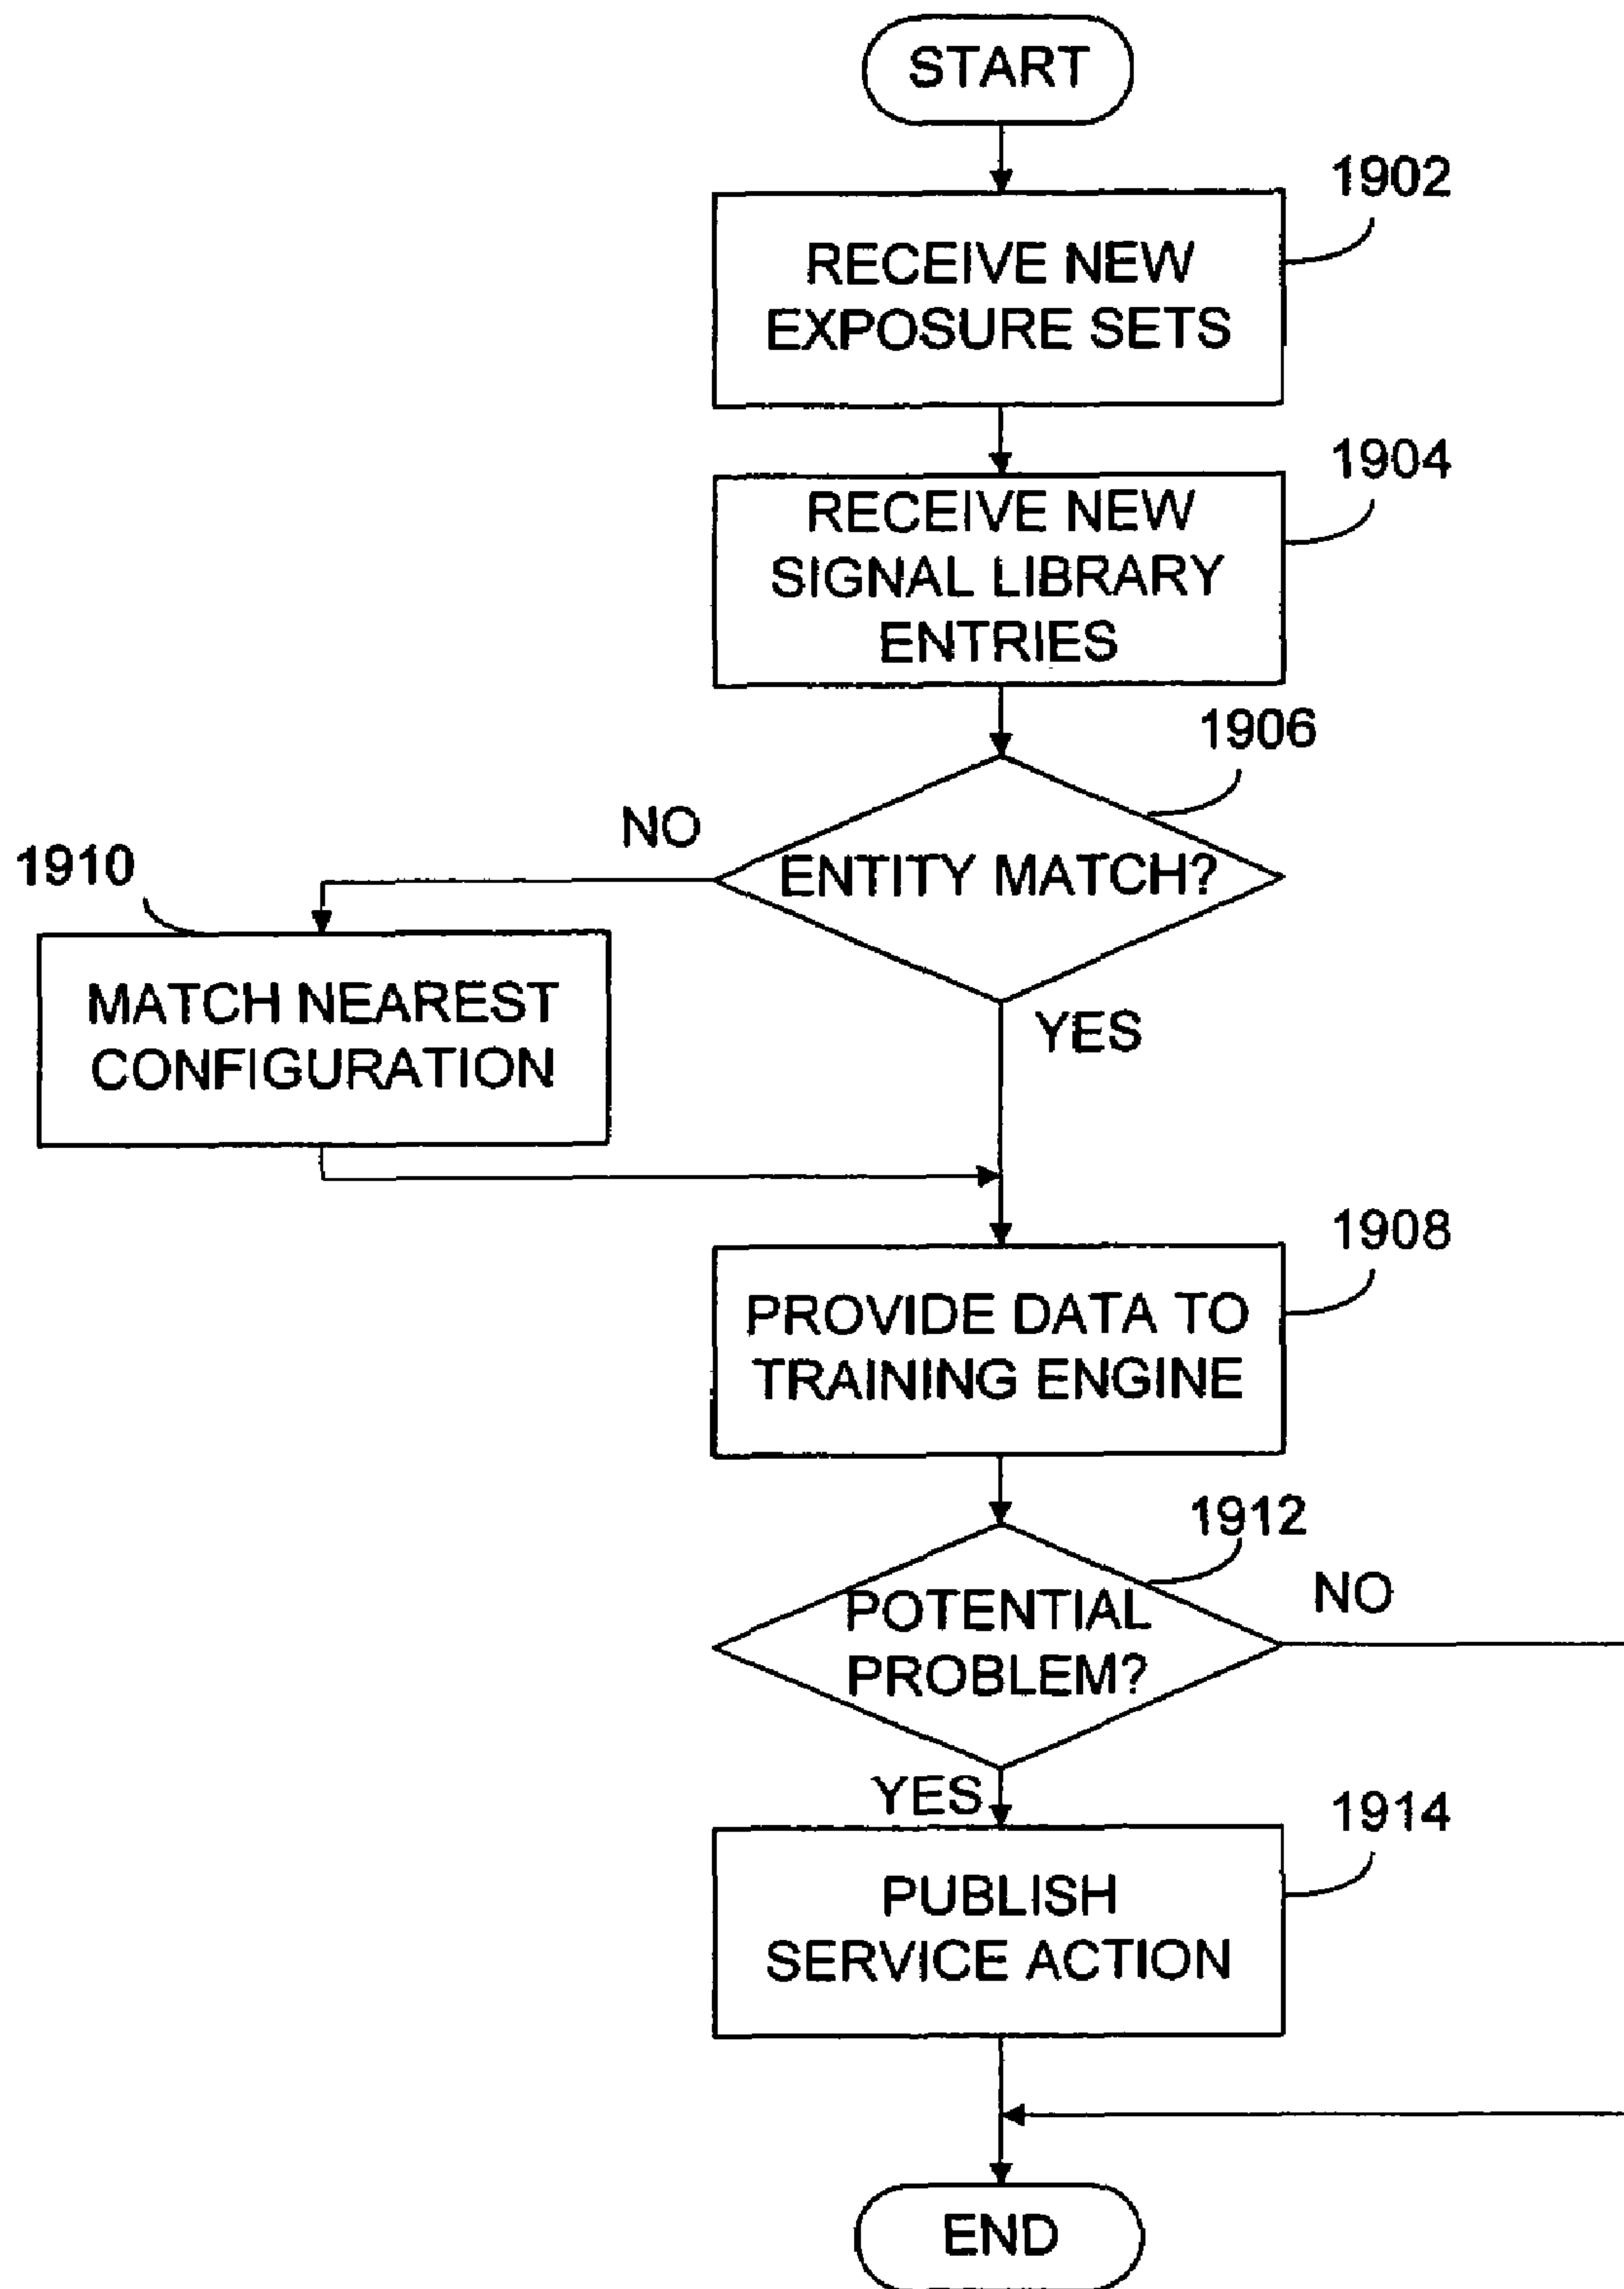 START
1902
RECEIVE NEW
EXPOSURE SETS
1904
RECEIVE NEW
SIGNAL LIBRARY
ENTRIES
1906
ENTITY MATCH?
NO
1910
MATCH NEAREST
CONFIGURATION
YES
1908
PROVIDE DATA TO
TRAINING ENGINE
1912
POTENTIAL
PROBLEM?
NO
YES
1914
PUBLISH
SERVICE ACTION
END